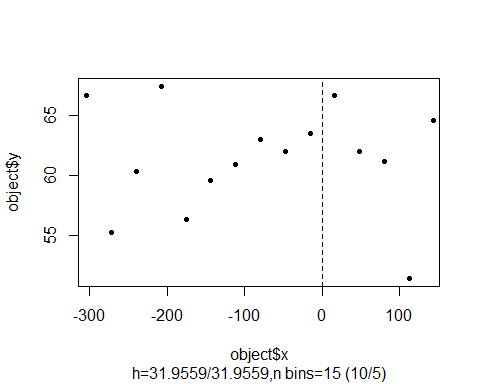 65
60
55
object$y
-300 -200 -100 0 100
object$x
h=31.9559/31.9559,n bins=15 (10/5)